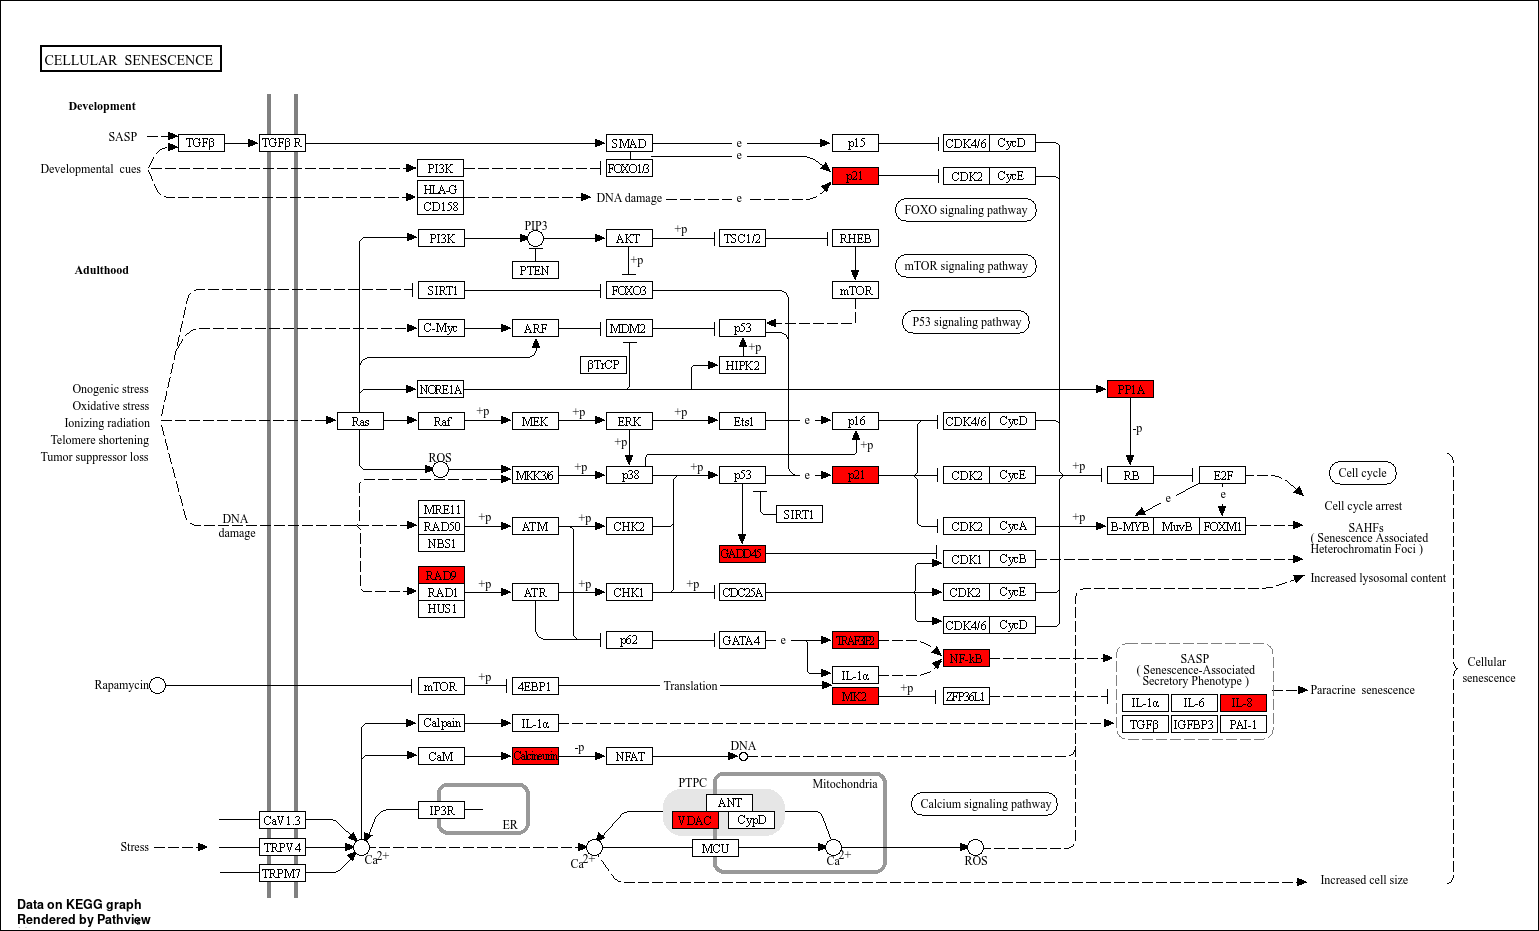 CELLULAR SENESCENCE
Development
SASP
TGFβ
TGFβ R
SMAD
e
p15
CDK4/6
CycD
e
Developmental cues
PI3K
FOXO1/3
p21
CDK2
CycE
HLA-G
CD158
DNA damage
e
FOXO signaling pathway
PIP3
PI3K
AKT
+p
TSC1/2
RHEB
+p
mTOR signaling pathway
Adulthood
PTEN
SIRT1
FOXO3
mTOR
P53 signaling pathway
C-Myc
ARF
MDM2
p53
+p
βTrCP
HIPK2
Onogenic stress
Oxidative stress
Ionizing radiation
Telomere shortening
Tumor suppressor loss
NORE1A
PP1A
Ras
Raf
+p
MEK
+p
ERK
+p
Ets1
e
p16
CDK4/6
CycD
-p
+p
+p
ROS
MKK3/6
+p
p38
+p
p53
e
p21
CDK2
CycE
+p
RB
E2F
Cell cycle
e
e
Cell cycle arrest
MRE11
RAD50
NBS1
DNA
damage
+p
ATM
+p
CHK2
SIRT1
CDK2
CycA
+p
B-MYB
MuvB
FOXM1
SAHFs
( Senescence Associated
Heterochromatin Foci )
GADD45
CDK1
CycB
RAD9
RAD1
HUS1
+p
ATR
+p
CHK1
+p
CDC25A
CDK2
CycE
Increased lysosomal content
CDK4/6
CycD
p62
GATA4
e
TRAF3IP2
NF-kB
SASP
( Senescence-Associated
Secretory Phenotype )
IL-1α
IL-6
IL-8
TGFβ
IGFBP3
PAI-1
Cellular
senescence
IL-1α
Rapamycin
mTOR
+p
4EBP1
Translation
MK2
+p
ZFP36L1
Paracrine senescence
Calpain
IL-1α
CaM
Calcineurin
-p
NFAT
DNA
PTPC
Mitochondria
ANT
VDAC
CypD
Calcium signaling pathway
IP3R
ER
CaV1.3
Stress
TRPV4
Ca2+
Ca2+
MCU
Ca2+
ROS
TRPM7
Increased cell size
Data on KEGG graph
Rendered by Pathview